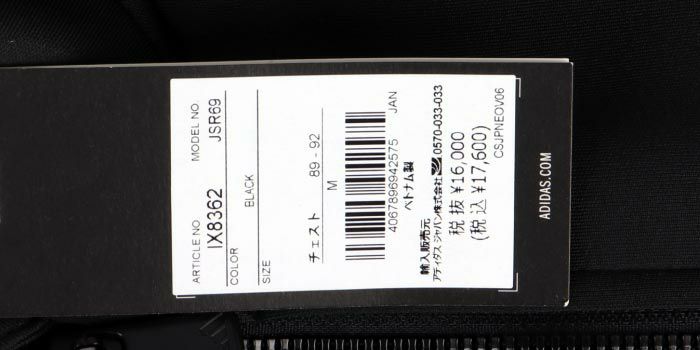 ARTICLE NO MODEL NO
IX8362 JSR69
COLOR
BLACK
SIZE
チェスト 89 - 92
M
JAN
4067896942575
ベトナム製
輸入販売元
アディダス ジャパン株式会社 0570-033-033
税 抜 ¥16,000
(税 込 ¥17,600)
CSJPNEOV06
ADIDAS.COM